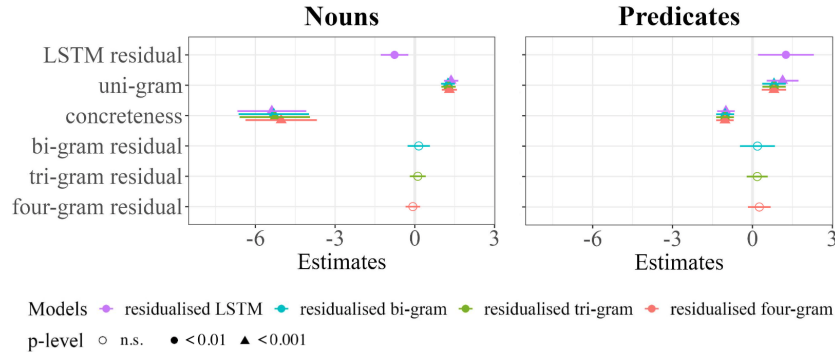 Nouns
Predicates
LSTM residual
uni-gram
concreteness
bi-gram residual
tri-gram residual
four-gram residual
-6 -3 0 3
-6 -3 0 3
Estimates
Estimates
Models residualised LSTM residualised bi-gram residualised tri-gram residualised four-gram
p-level n.s. <0.01 <0.001